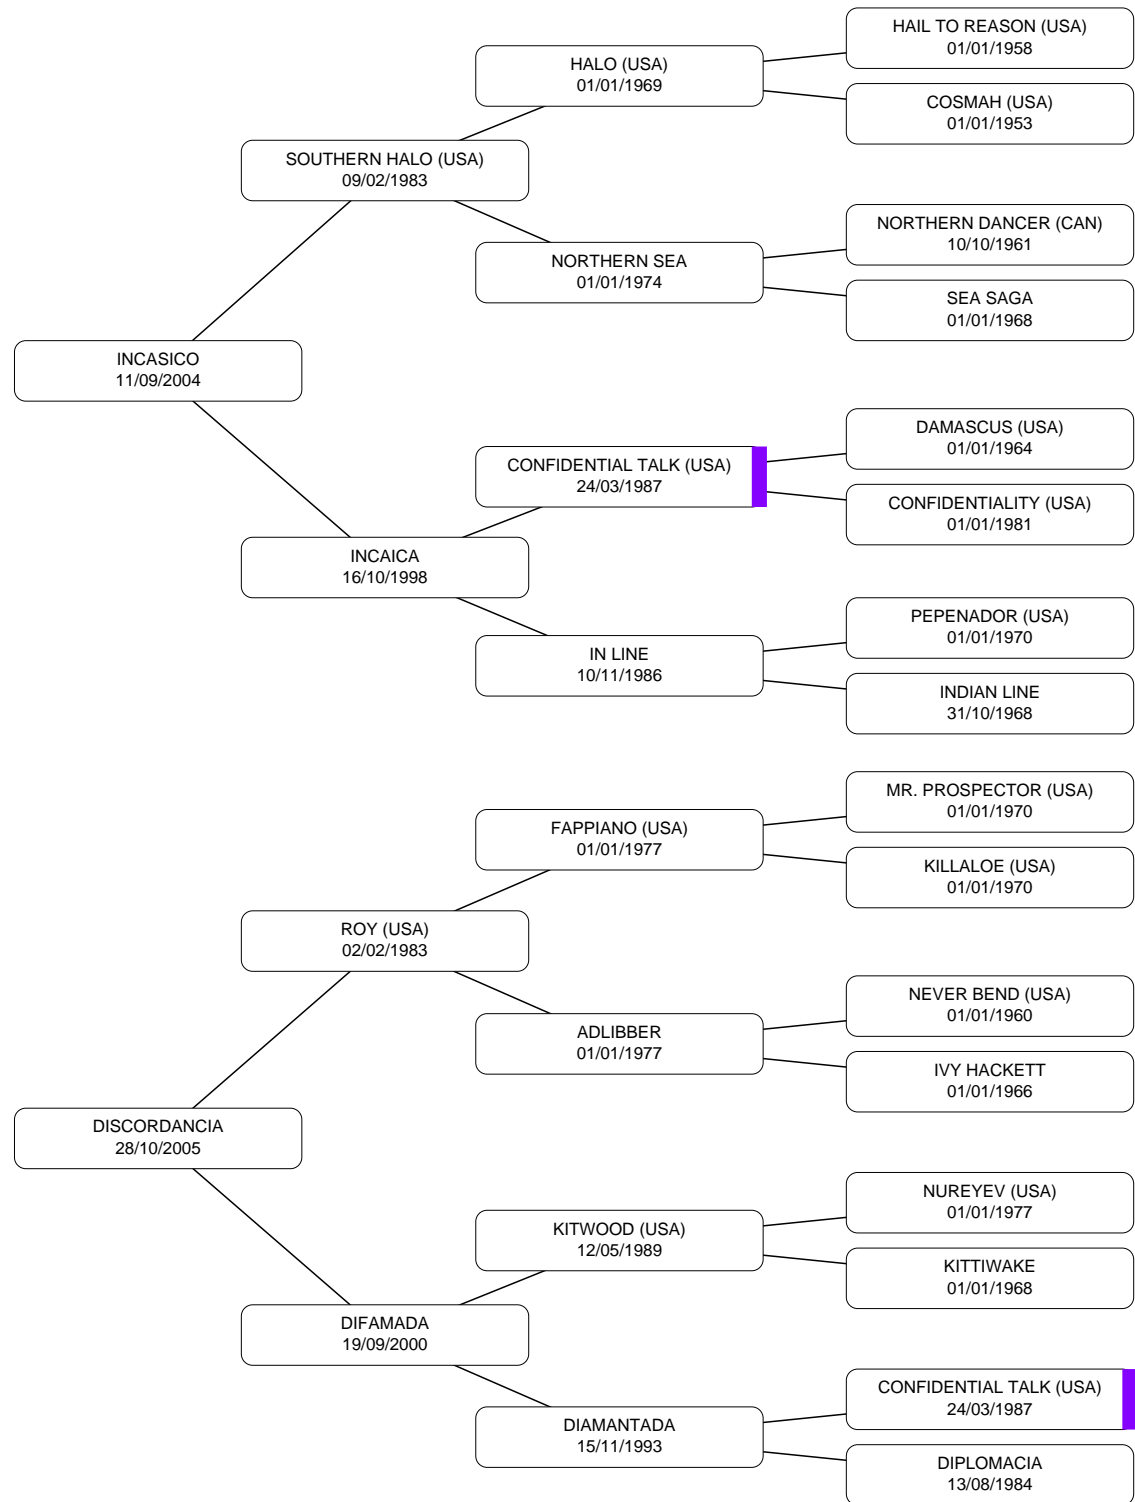 HAIL TO REASON (USA)
01/01/1958
HALO (USA)
01/01/1969
COSMAH (USA)
01/01/1953
SOUTHERN HALO (USA)
09/02/1983
NORTHERN DANCER (CAN)
10/10/1961
NORTHERN SEA
01/01/1974
SEA SAGA
01/01/1968
INCASICO
11/09/2004
DAMASCUS (USA)
01/01/1964
CONFIDENTIAL TALK (USA)
24/03/1987
CONFIDENTIALITY (USA)
01/01/1981
INCAICA
16/10/1998
PEPENADOR (USA)
01/01/1970
IN LINE
10/11/1986
INDIAN LINE
31/10/1968
MR. PROSPECTOR (USA)
01/01/1970
FAPPIANO (USA)
01/01/1977
KILLALOE (USA)
01/01/1970
ROY (USA)
02/02/1983
NEVER BEND (USA)
01/01/1960
ADLIBBER
01/01/1977
IVY HACKETT
01/01/1966
DISCORDANCIA
28/10/2005
NUREYEV (USA)
01/01/1977
KITWOOD (USA)
12/05/1989
KITTIWAKE
01/01/1968
DIFAMADA
19/09/2000
CONFIDENTIAL TALK (USA)
24/03/1987
DIAMANTADA
15/11/1993
DIPLOMACIA
13/08/1984